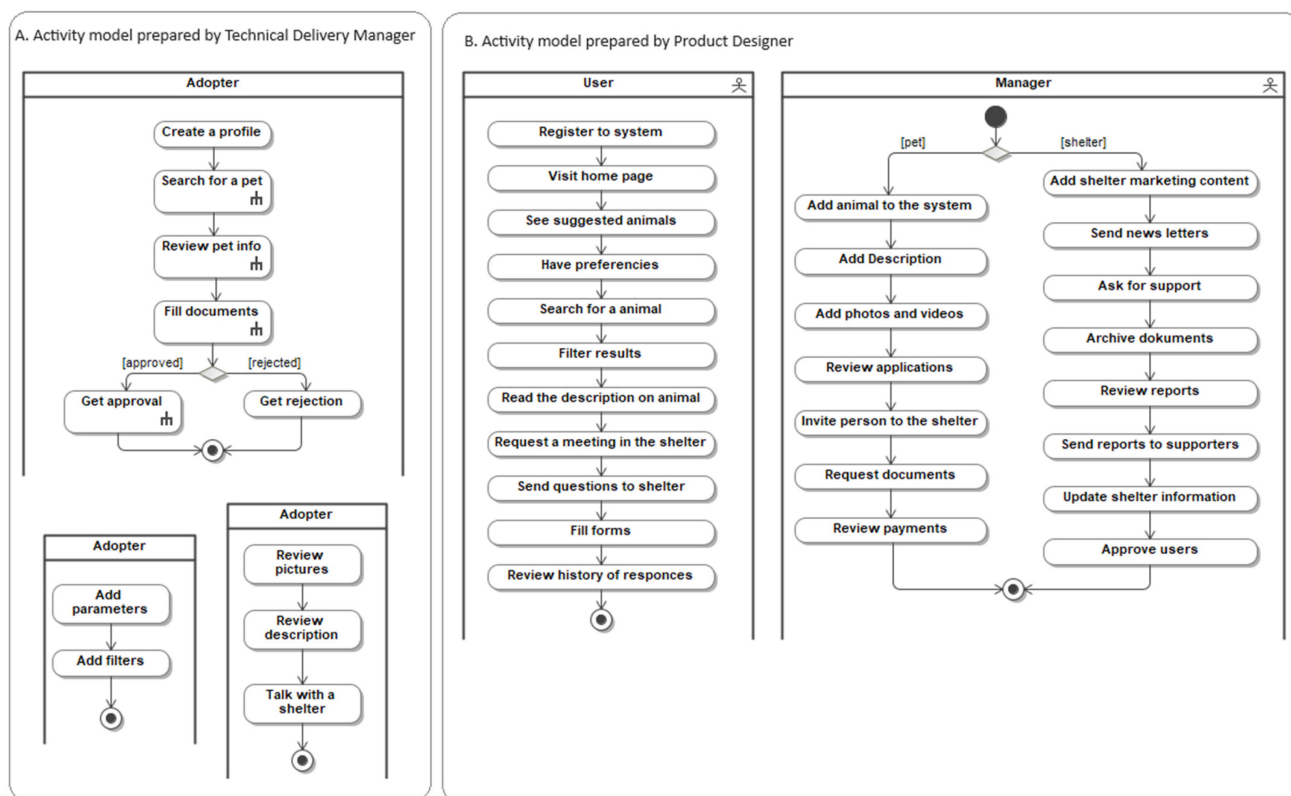 A. Activity model prepared by Technical Delivery Manager
Adopter
Create a profile
Search for a pet
Review pet info
Fill documents
[approved]
[rejected]
Get approval
Get rejection
Adopter
Add
parameters
Add filters
Adopter
Review
pictures
Review
description
Talk with a
shelter
B. Activity model prepared by Product Designer
User
Register to system
Visit home page
See suggested animals
Have preferencies
Search for a animal
Filter results
Read the description on animal
Request a meeting in the shelter
Send questions to shelter
Fill forms
Review history of responces
Manager
[pet]
[shelter]
Add animal to the system
Add Description
Add photos and videos
Review applications
Invite person to the shelter
Request documents
Review payments
Add shelter marketing content
Send news letters
Ask for support
Archive dokuments
Review reports
Send reports to supporters
Update shelter information
Approve users